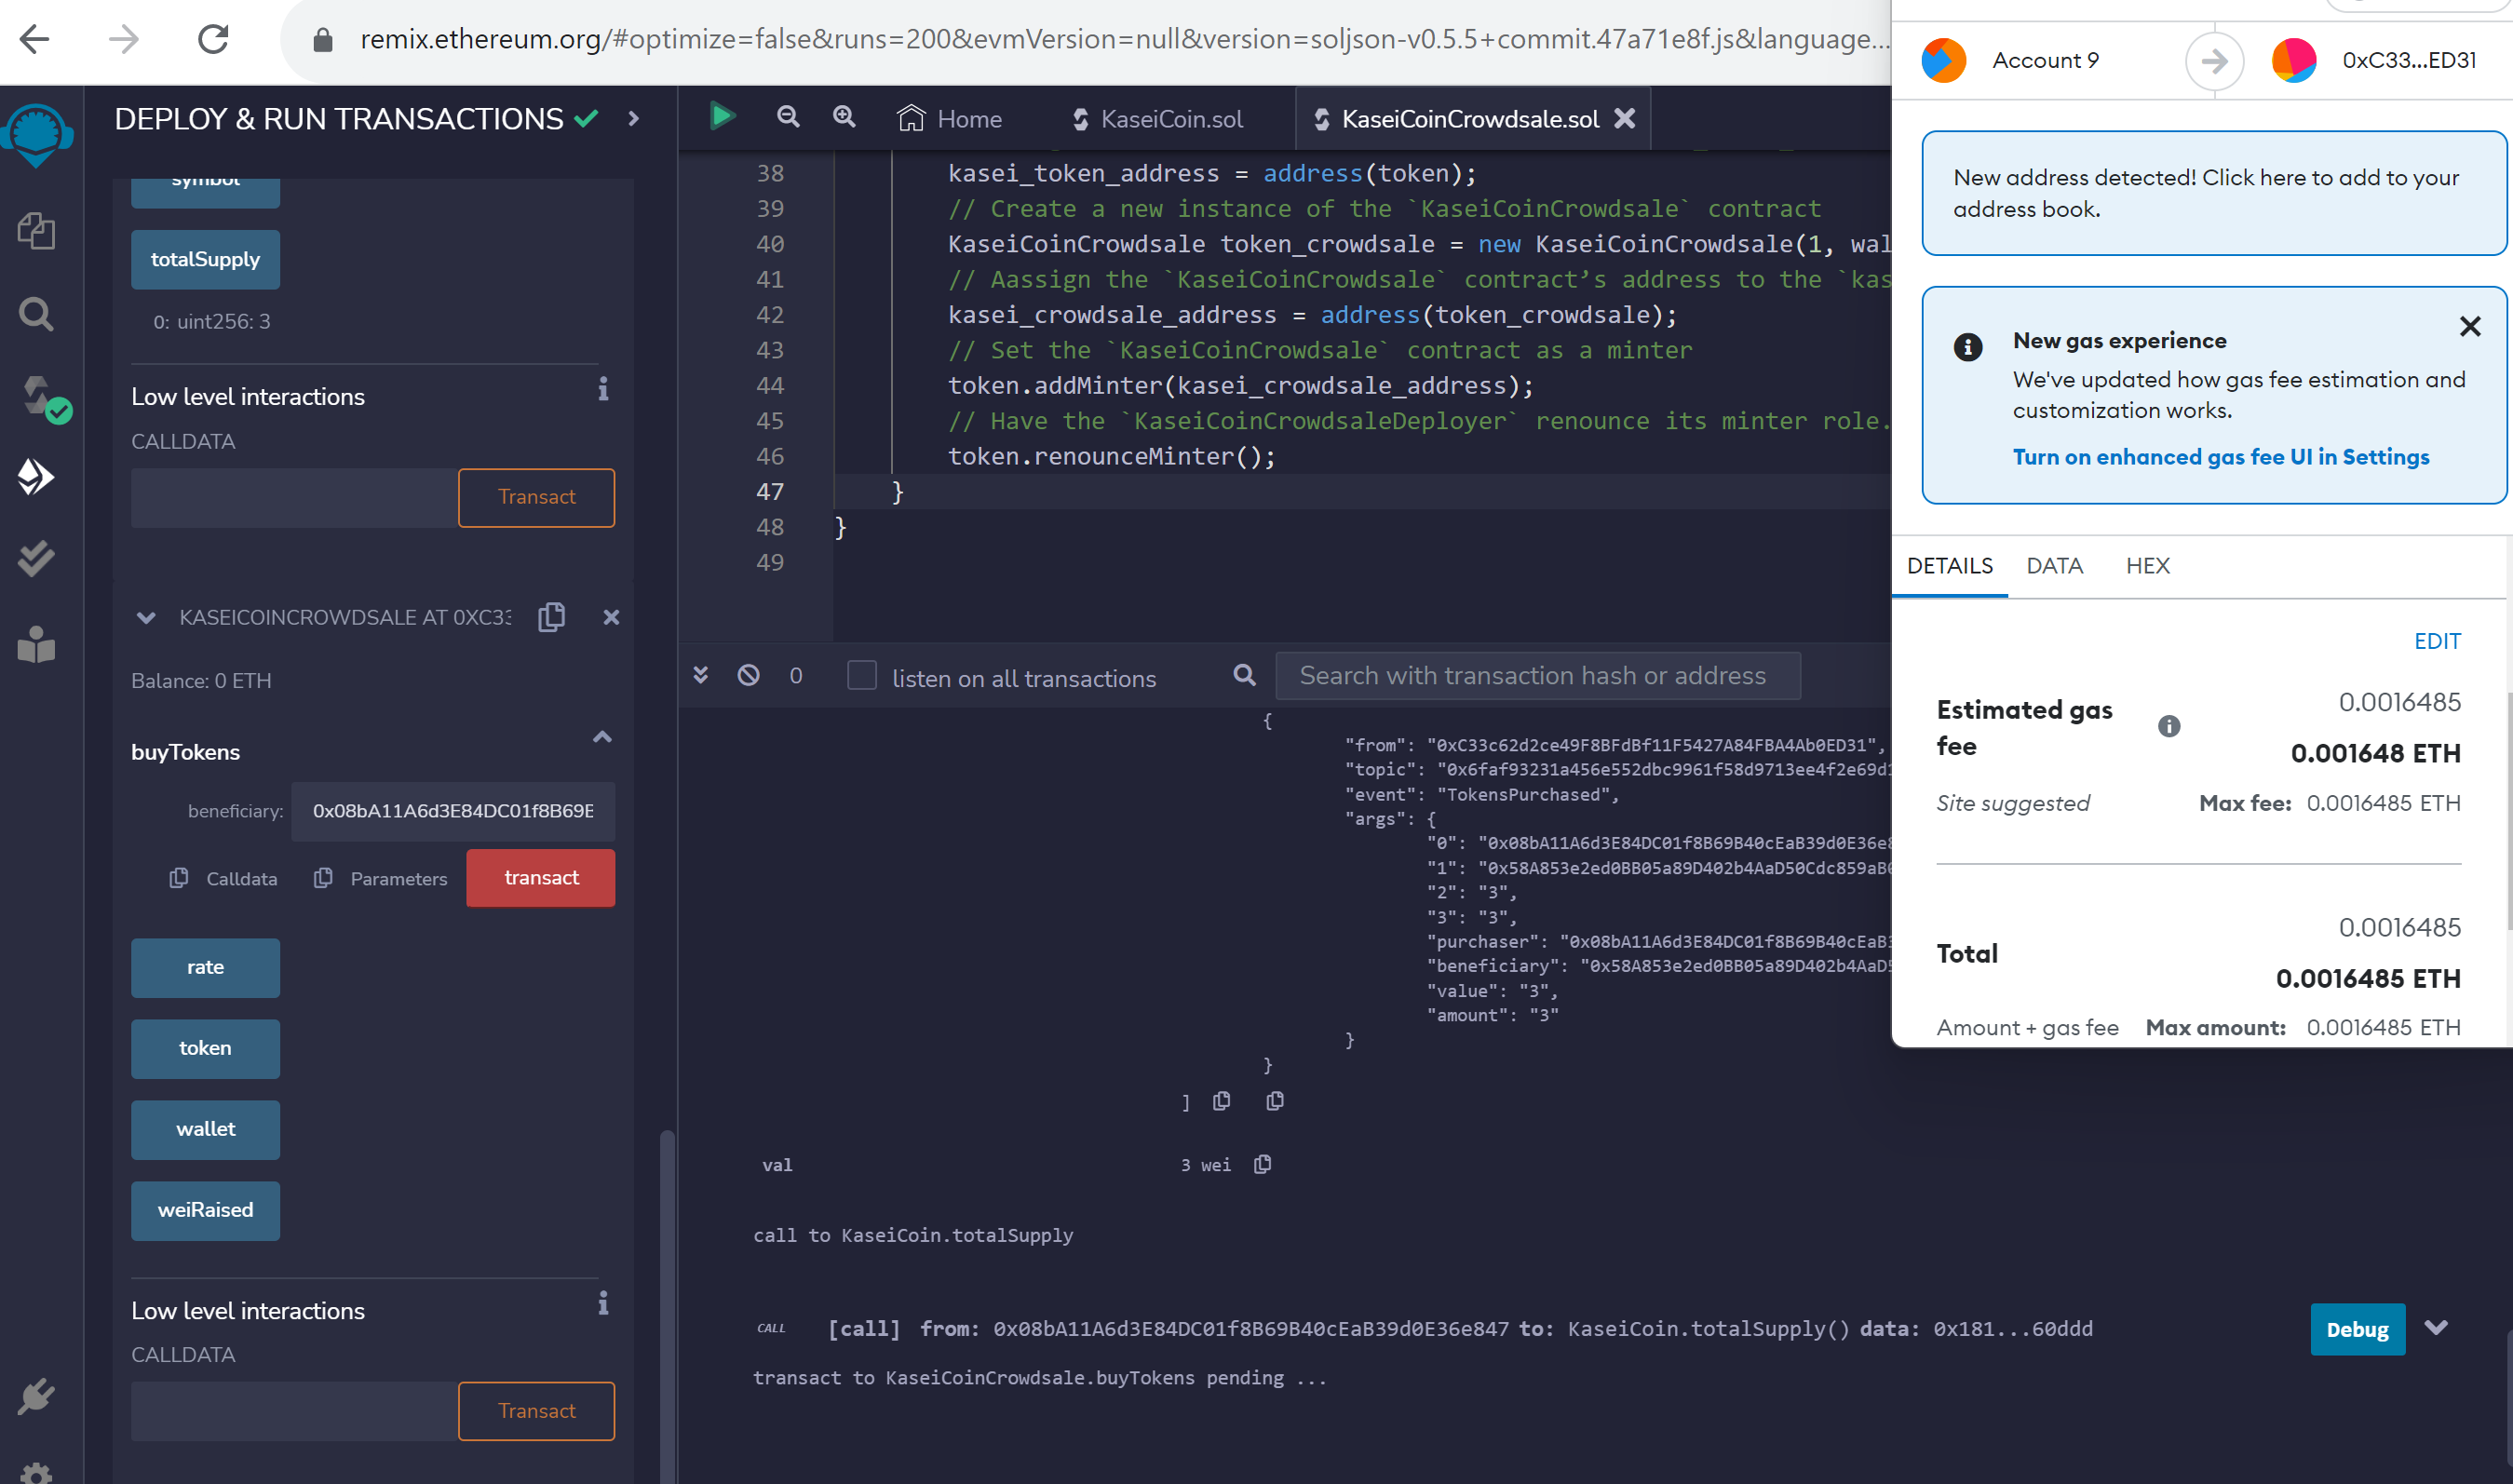 remix.ethereum.org/#optimize=false&runs=200&evmVersion=null&version=soljson-v0.5.5+commit.47a71e8f.js&language...
DEPLOY & RUN TRANSACTIONS
symbol
totalSupply
0: uint256: 3
Low level interactions
CALLDATA
Transact
KASEICOINCROWDSALE AT 0XC33
Balance: 0 ETH
buyTokens
beneficiary: 0x08bA11A6d3E84DC01f8B69E
Calldata Parameters transact
rate
token
wallet
weiRaised
Low level interactions
CALLDATA
Transact
Home KaseiCoin.sol KaseiCoinCrowdsale.sol
38 kasei_token_address = address(token);
39 // Create a new instance of the `KaseiCoinCrowdsale` contract
40 KaseiCoinCrowdsale token_crowdsale = new KaseiCoinCrowdsale(1, wal
41 // Aassign the `KaseiCoinCrowdsale` contract’s address to the `kas
42 kasei_crowdsale_address = address(token_crowdsale);
43 // Set the `KaseiCoinCrowdsale` contract as a minter
44 token.addMinter(kasei_crowdsale_address);
45 // Have the `KaseiCoinCrowdsaleDeployer` renounce its minter role.
46 token.renounceMinter();
47 }
48 }
49
0 listen on all transactions Search with transaction hash or address
{
"from": "0xC33c62d2ce49F8BFdBf11F5427A84FBA4Ab0ED31",
"topic": "0x6faf93231a456e552dbc9961f58d9713ee4f2e69d1
"event": "TokensPurchased",
"args": {
"0": "0x08bA11A6d3E84DC01f8B69B40cEaB39d0E36e8
"1": "0x58A853e2ed0BB05a89D402b4AaD50Cdc859aB0
"2": "3",
"3": "3",
"purchaser": "0x08bA11A6d3E84DC01f8B69B40cEaB3
"beneficiary": "0x58A853e2ed0BB05a89D402b4AaD5
"value": "3",
"amount": "3"
}
}
]
val 3 wei
call to KaseiCoin.totalSupply
CALL [call] from: 0x08bA11A6d3E84DC01f8B69B40cEaB39d0E36e847 to: KaseiCoin.totalSupply() data: 0x181...60ddd Debug
transact to KaseiCoinCrowdsale.buyTokens pending ...
Account 9 0xC33...ED31
New address detected! Click here to add to your
address book.
New gas experience
We've updated how gas fee estimation and
customization works.
Turn on enhanced gas fee UI in Settings
DETAILS DATA HEX
EDIT
Estimated gas
fee
0.0016485
0.001648 ETH
Site suggested Max fee: 0.0016485 ETH
0.0016485
Total
0.0016485 ETH
Amount + gas fee Max amount: 0.0016485 ETH